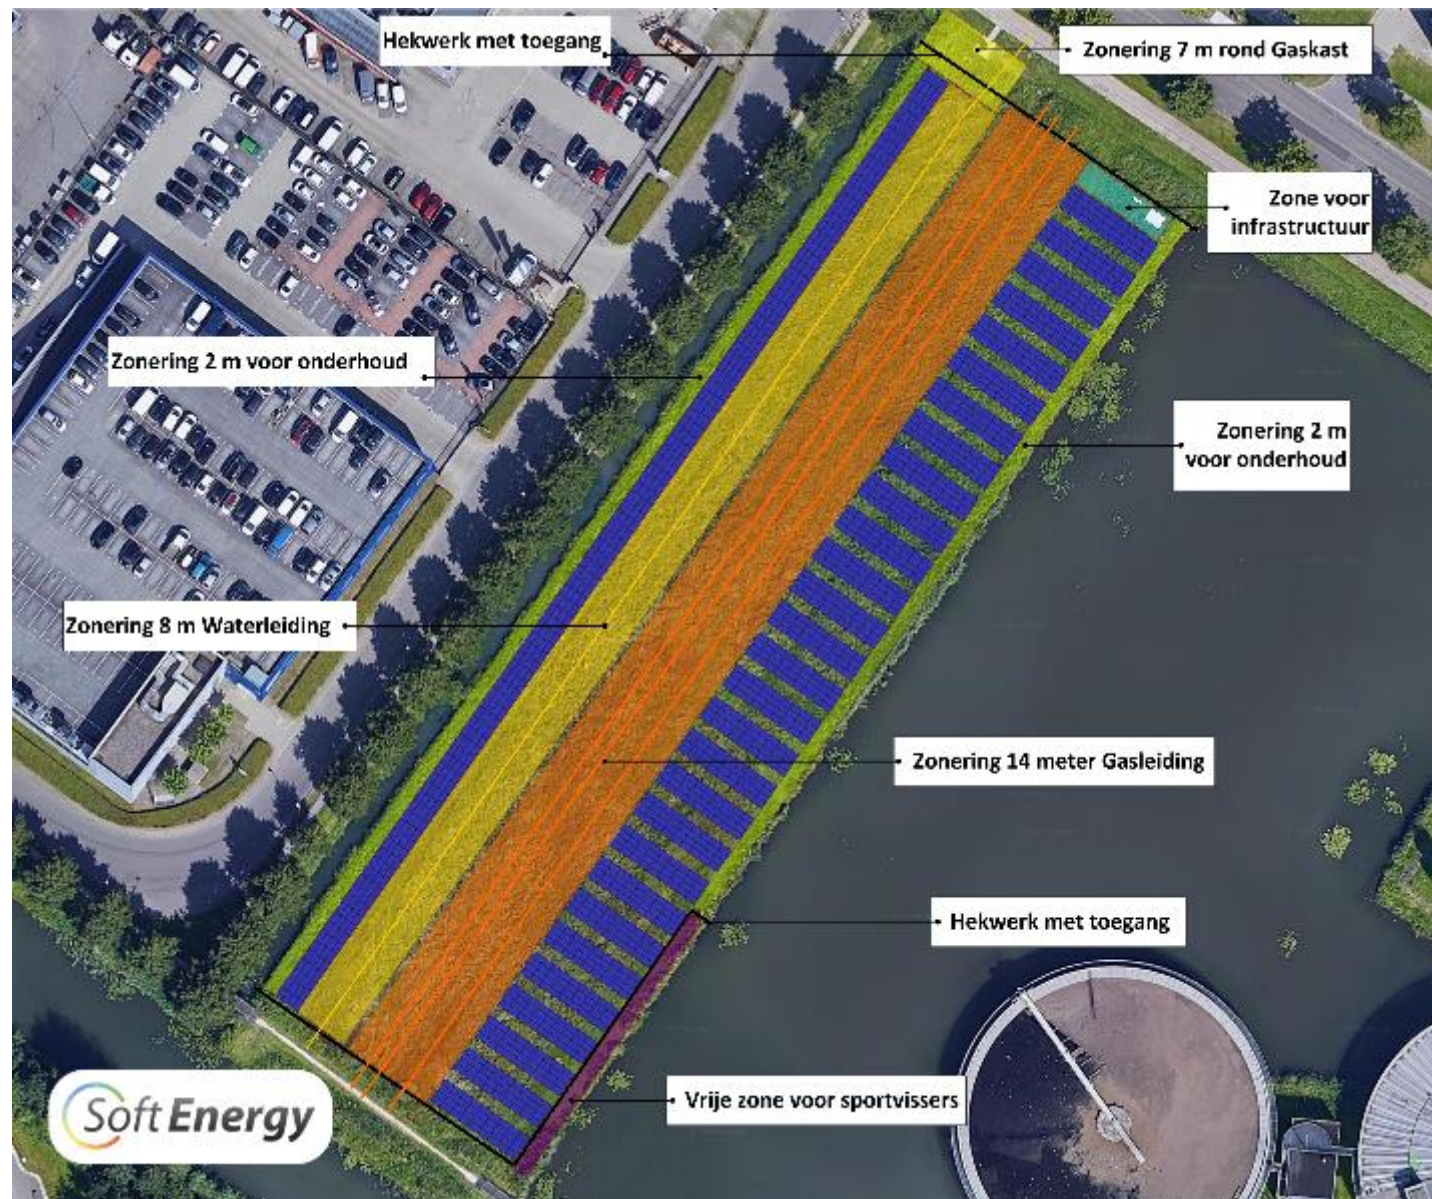 Hekwerk met toegang
Zonering 7 m rond Gaskast
Zone voor
infrastructuur
Zonering 2 m voor onderhoud
Zonering 2 m
voor onderhoud
Zonering 8 m Waterleiding
Zonering 14 meter Gasleiding
Hekwerk met toegang
Vrije zone voor sportvissers
Soft Energy